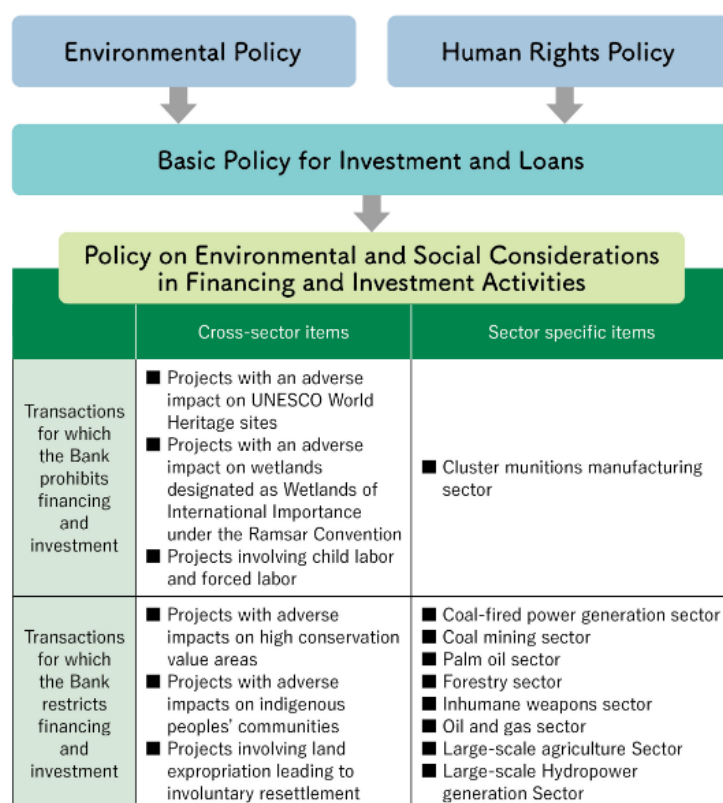 Environmental Policy
Human Rights Policy
Basic Policy for Investment and Loans
Policy on Environmental and Social Considerations
in Financing and Investment Activities
Cross-sector items
Sector specific items
Transactions
for which
the Bank
prohibits
financing
and
investment
■ Projects with an adverse
impact on UNESCO World
Heritage sites
■ Projects with an adverse
impact on wetlands
designated as Wetlands of
International Importance
under the Ramsar Convention
■ Projects involving child labor
and forced labor
■ Cluster munitions manufacturing
sector
Transactions
for which
the Bank
restricts
financing
and
investment
■ Projects with adverse
impacts on high conservation
value areas
■ Projects with adverse
impacts on indigenous
peoples' communities
■ Projects involving land
expropriation leading to
involuntary resettlement
■ Coal-fired power generation sector
■ Coal mining sector
■ Palm oil sector
■ Forestry sector
■ Inhumane weapons sector
■ Oil and gas sector
■ Large-scale agriculture Sector
■ Large-scale Hydropower
generation Sector